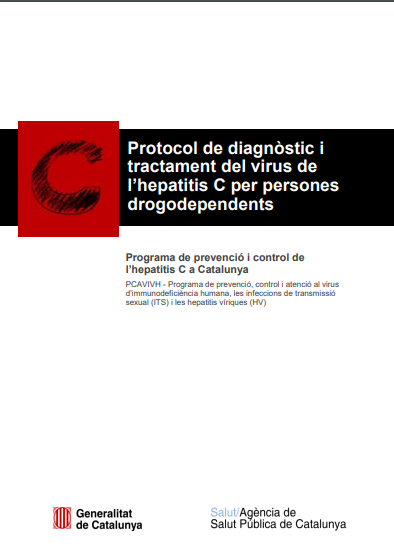 C
Protocol de diagnòstic i
tractament del virus de
l'hepatitis C per persones
drogodependents
Programa de prevenció i control de
l'hepatitis C a Catalunya
PCAVIVH - Programa de prevenció, control i atenció al virus
d'immunodeficiència humana, les infeccions de transmissió
sexual (ITS) i les hepatitis víriques (HV)
Generalitat
de Catalunya
Salut/Agència de
Salut Pública de Catalunya